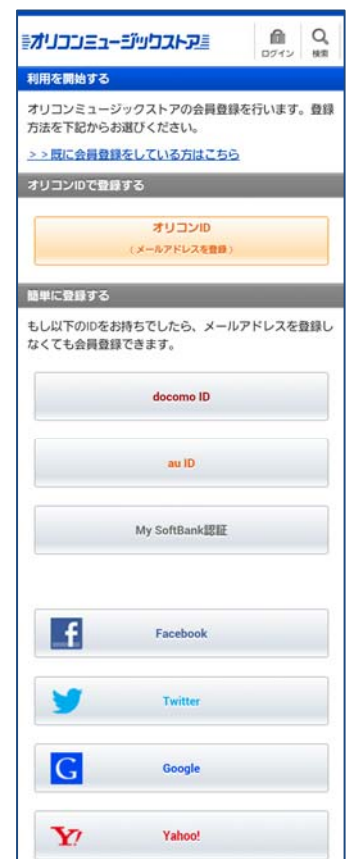 オリコンミュージックストア
ログイン
検索
利用を開始する
オリコンミュージックストアの会員登録を行います。登録
方法を下記からお選びください。
＞＞既に会員登録をしている方はこちら
オリコンIDで登録する
オリコンID
（メールアドレスを登録）
簡単に登録する
もし以下のIDをお持ちでしたら、メールアドレスを登録し
なくても会員登録できます。
docomo ID
au ID
My SoftBank認証
f
Facebook
Twitter
G
Google
Y!
Yahoo!